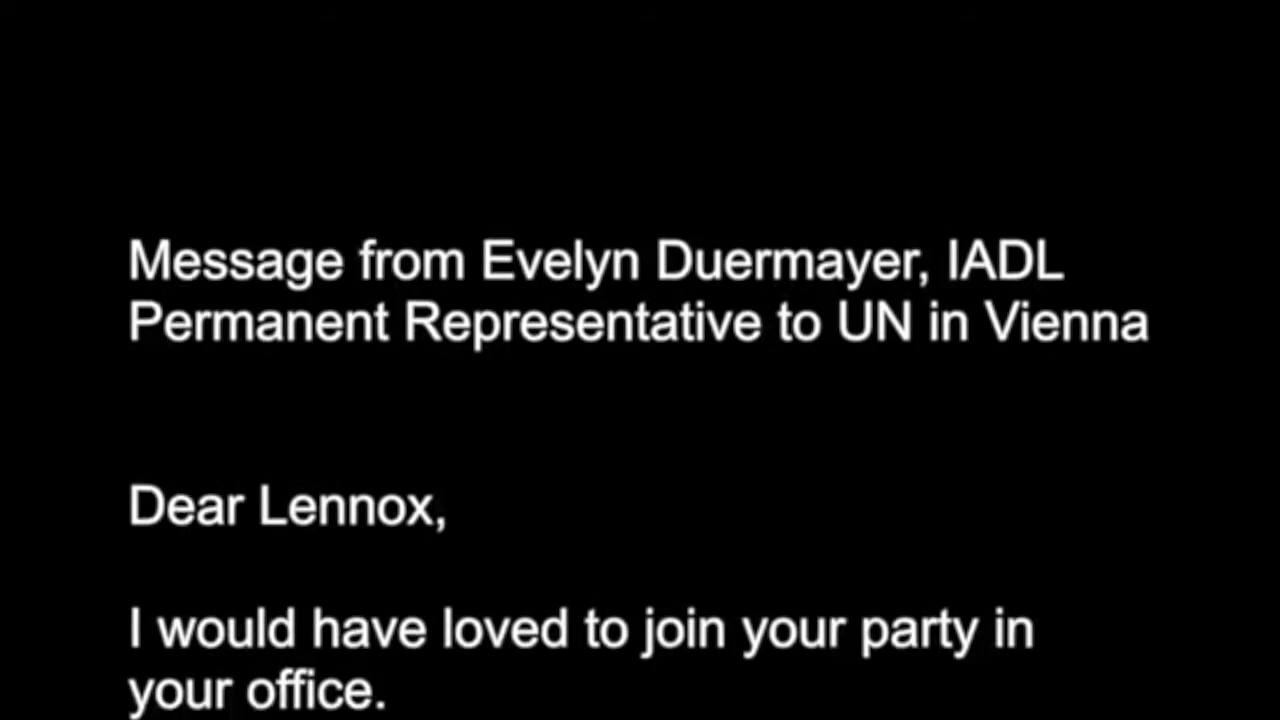 Message from Evelyn Duermayer, IADL
Permanent Representative to UN in Vienna
Dear Lennox,
I would have loved to join your party in
your office.